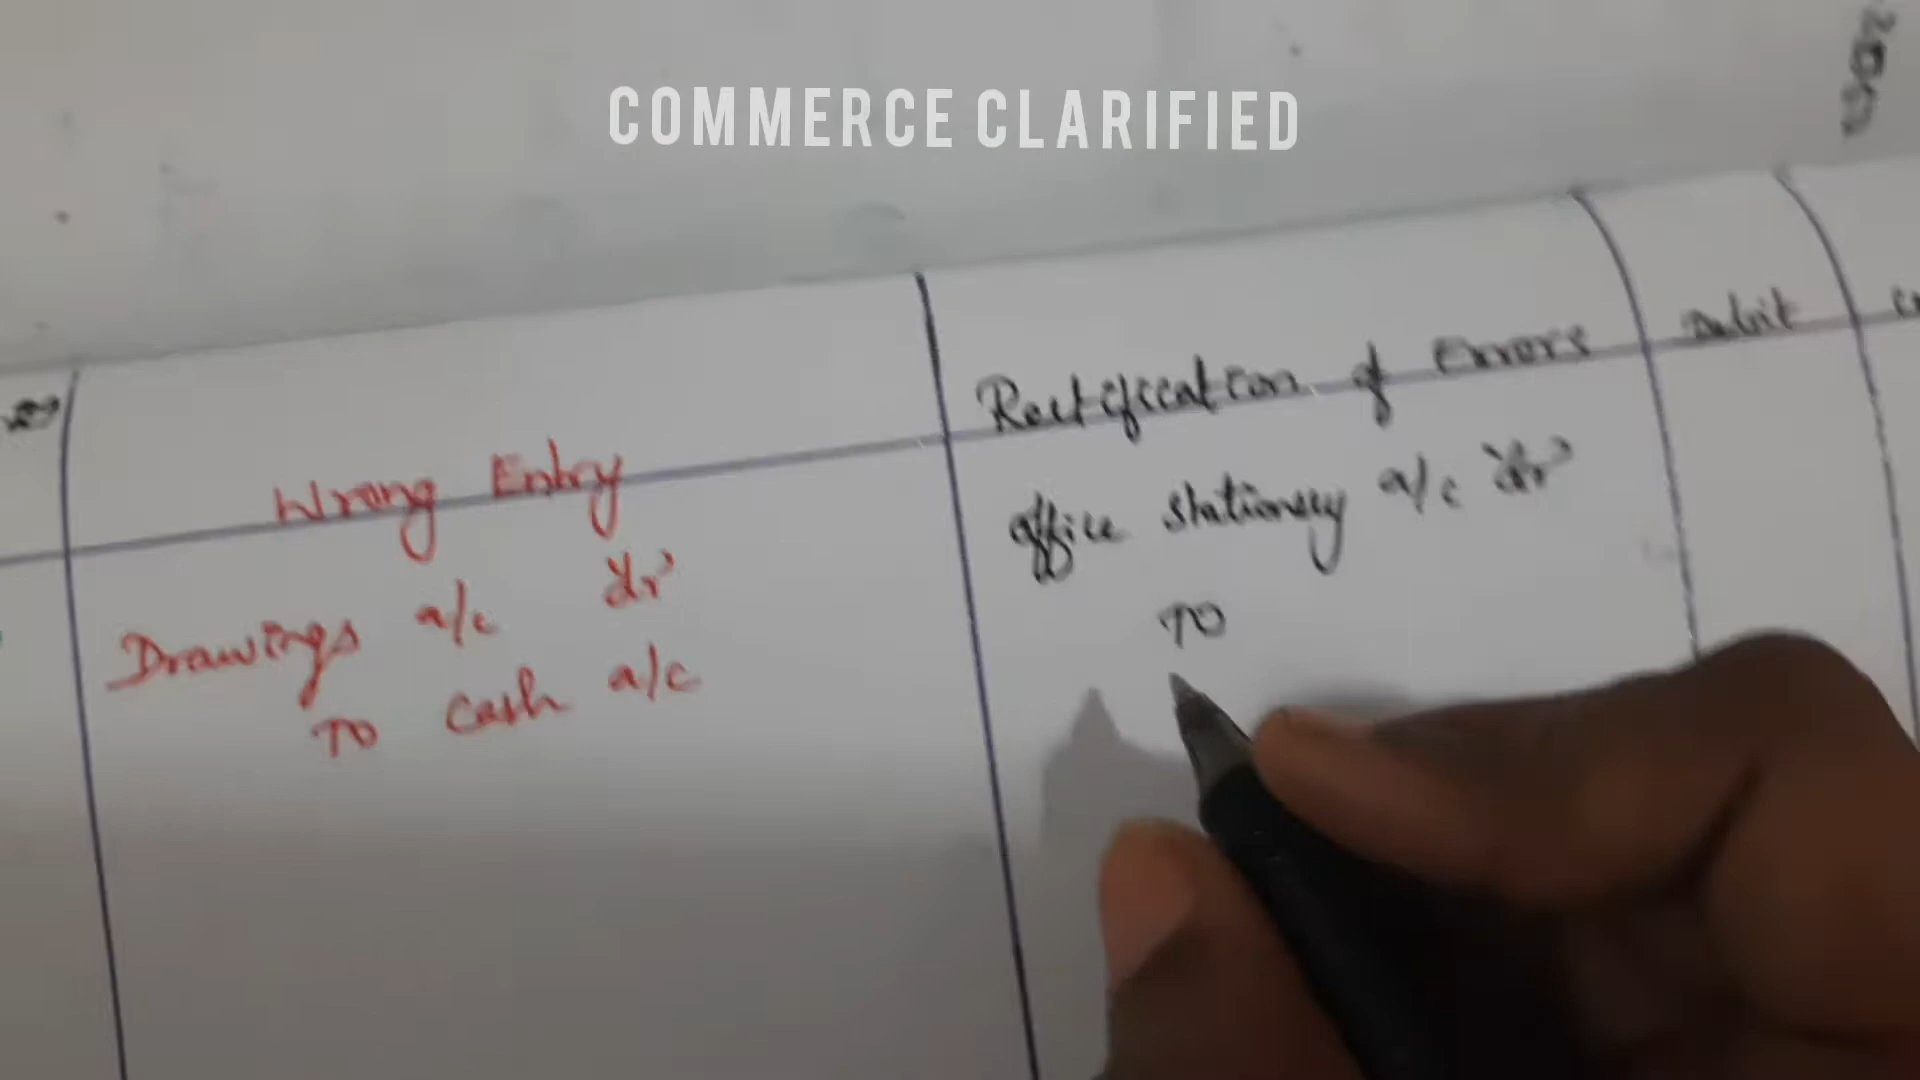 COMMERCE CLARIFIED
Wrong Entry
Rectification of Errors
Debit
Drawings a/c dr
To cash a/c
office stationery a/c 'dr'
To